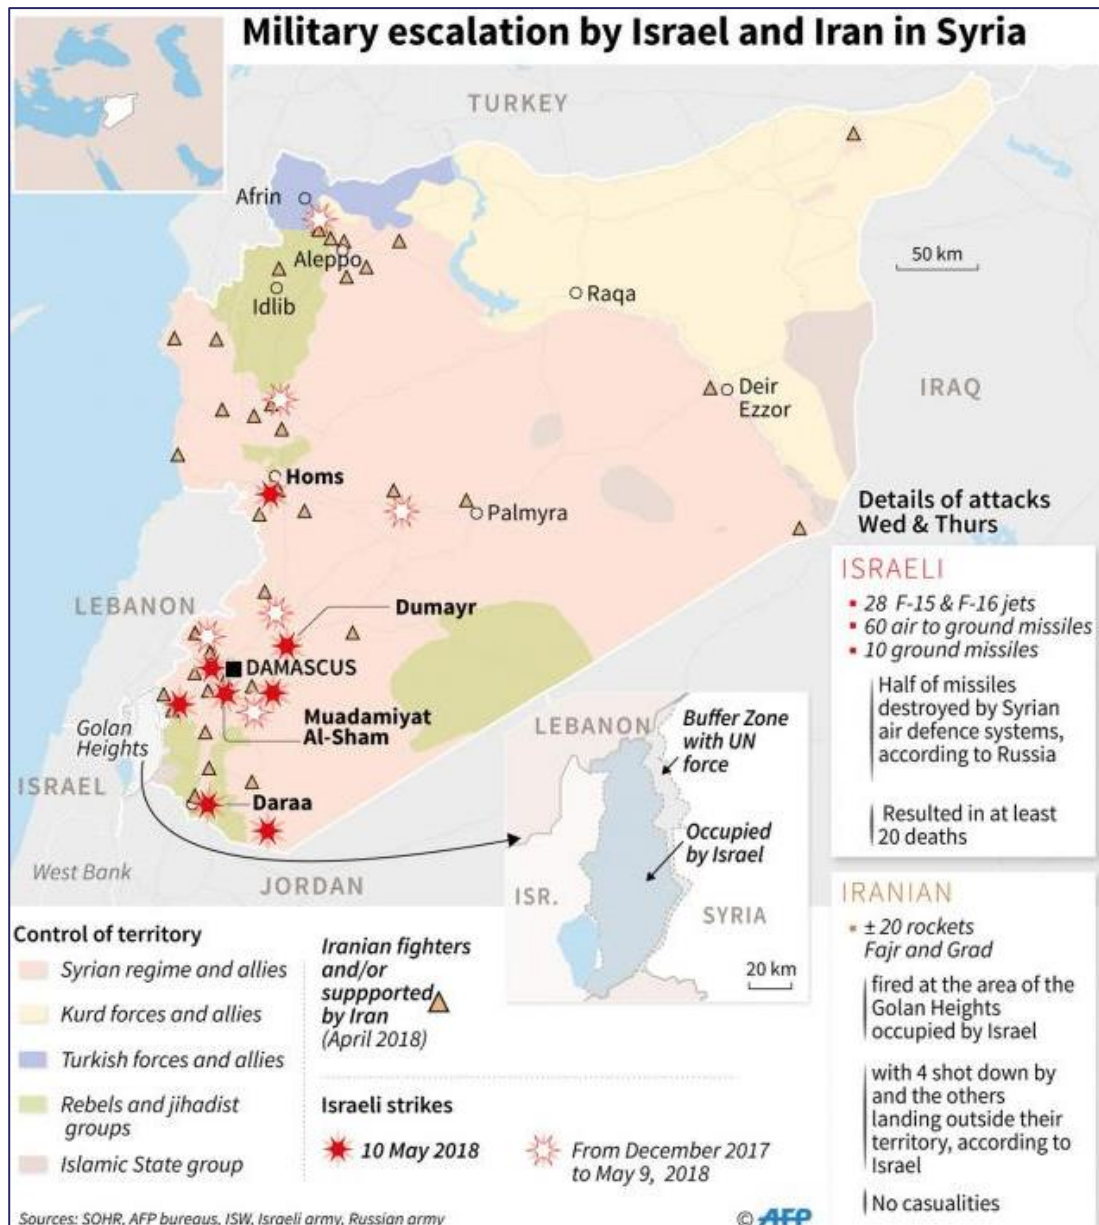 Military escalation by Israel and Iran in Syria
TURKEY
Afrin
Aleppo
50 km
Idlib
Raqa
IRAQ
Deir
Ezzor
Homs
Palmyra
LEBANON
Dumayr
DAMASCUS
Muadamiyat
Al-Sham
Golan
Heights
ISRAEL
Daraa
West Bank
JORDAN
LEBANON
Buffer Zone
with UN
force
Occupied
by Israel
ISR.
SYRIA
20 km
Details of attacks
Wed & Thurs
ISRAELI
28 F-15 & F-16 jets
60 air to ground missiles
10 ground missiles
Half of missiles
destroyed by Syrian
air defence systems,
according to Russia
Resulted in at least
20 deaths
IRANIAN
± 20 rockets
Fajr and Grad
fired at the area of the
Golan Heights
occupied by Israel
with 4 shot down by
and the others
landing outside their
territory, according to
Israel
No casualities
Control of territory
Syrian regime and allies
Kurd forces and allies
Turkish forces and allies
Rebels and jihadist
groups
Islamic State group
Iranian fighters
and/or
suppported
by Iran
(April 2018)
Israeli strikes
10 May 2018
From December 2017
to May 9, 2018
Sources: SOHR, AFP bureaus, ISW, Israeli army, Russian army
© AFP